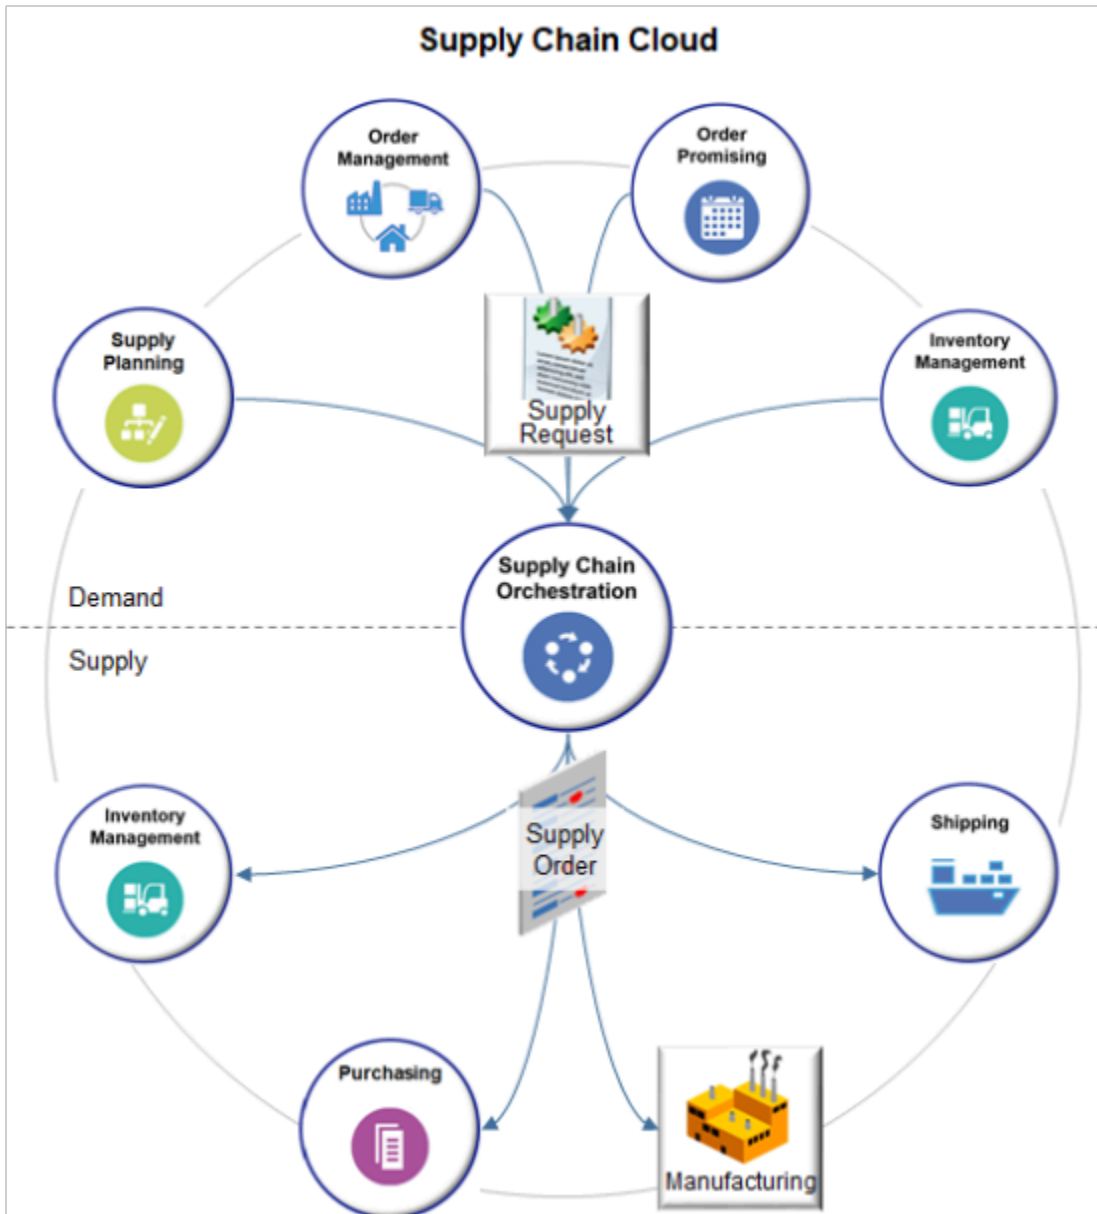 Supply Chain Cloud
Order
Management
Order
Promising
Supply
Planning
Inventory
Management
Supply
Request
Supply Chain
Orchestration
Demand
Supply
Inventory
Management
Supply
Order
Shipping
Purchasing
Manufacturing